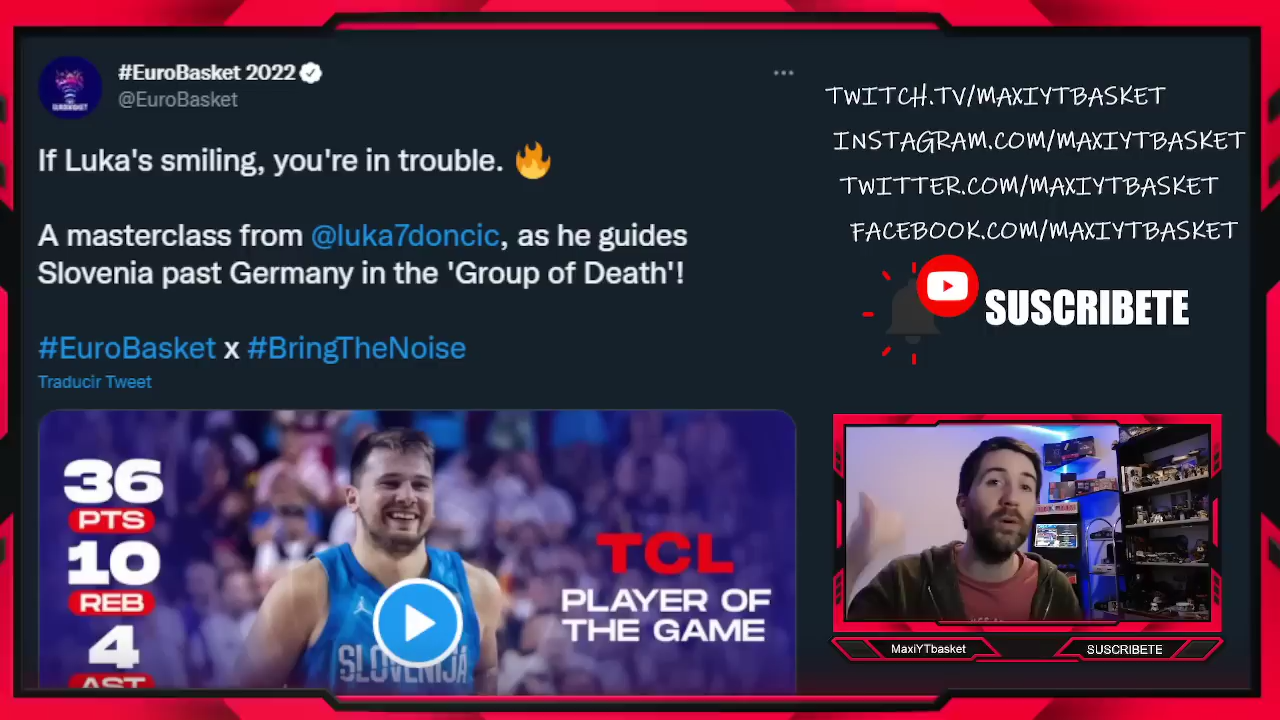 #EuroBasket 2022
@EuroBasket
If Luka's smiling, you're in trouble. 🔥
A masterclass from @luka7doncic, as he guides
Slovenia past Germany in the 'Group of Death'!
#EuroBasket x #BringTheNoise
Traducir Tweet
36
PTS
10
REB
4
AST
SLOVENIJA
TCL
PLAYER OF
THE GAME
TWITCH.TV/MAXIYTBASKET
INSTAGRAM.COM/MAXIYTBASKET
TWITTER.COM/MAXIYTBASKET
FACEBOOK.COM/MAXIYTBASKET
SUSCRIBETE
MaxiYTbasket
SUSCRIBETE